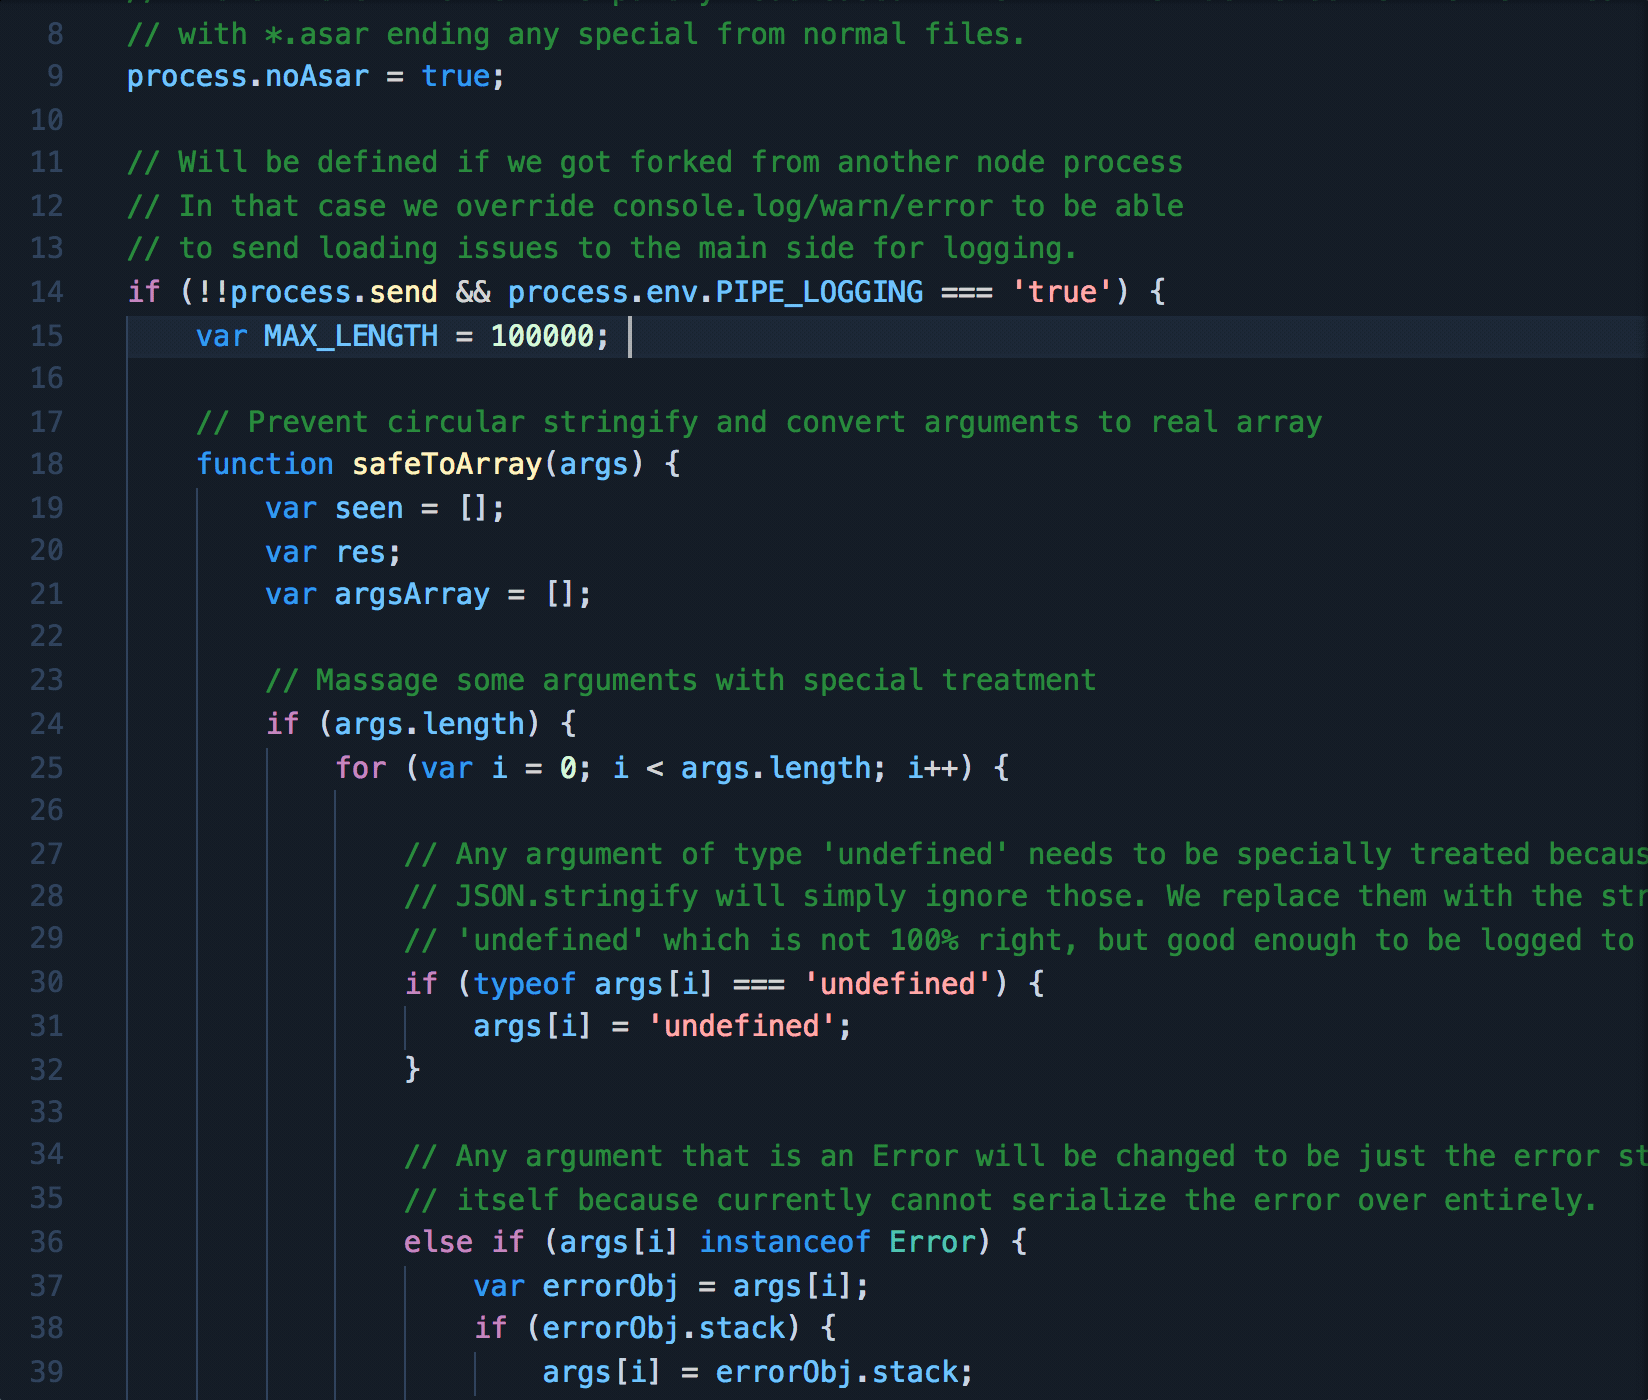 8 // with *.asar ending any special from normal files.
9 process.noAsar = true;
10
11 // Will be defined if we got forked from another node process
12 // In that case we override console.log/warn/error to be able
13 // to send loading issues to the main side for logging.
14 if (!!process.send && process.env.PIPE_LOGGING === 'true') {
15 var MAX_LENGTH = 100000;
16
17 // Prevent circular stringify and convert arguments to real array
18 function safeToArray(args) {
19 var seen = [];
20 var res;
21 var argsArray = [];
22
23 // Massage some arguments with special treatment
24 if (args.length) {
25 for (var i = 0; i < args.length; i++) {
26
27 // Any argument of type 'undefined' needs to be specially treated becaus
28 // JSON.stringify will simply ignore those. We replace them with the str
29 // 'undefined' which is not 100% right, but good enough to be logged to
30 if (typeof args[i] === 'undefined') {
31 args[i] = 'undefined';
32 }
33
34 // Any argument that is an Error will be changed to be just the error st
35 // itself because currently cannot serialize the error over entirely.
36 else if (args[i] instanceof Error) {
37 var errorObj = args[i];
38 if (errorObj.stack) {
39 args[i] = errorObj.stack;